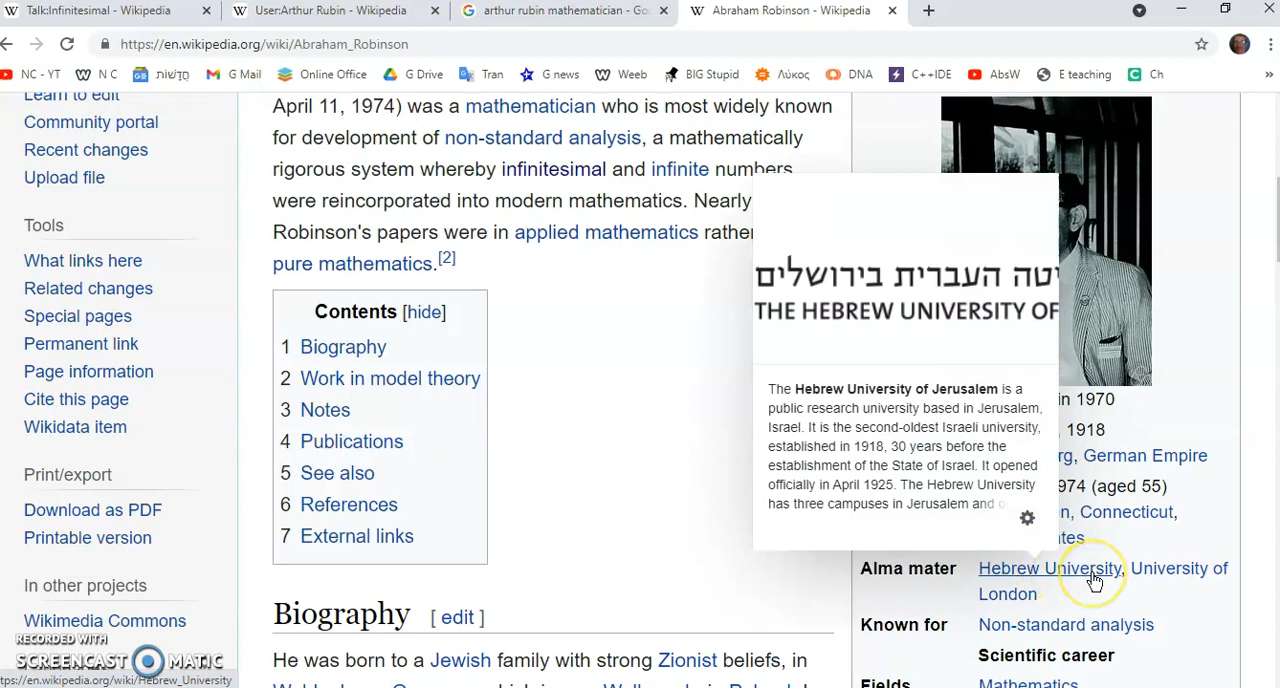 Talk:Infinitesimal - Wikipedia
User:Arthur Rubin - Wikipedia
arthur rubin mathematician - Go
Abraham Robinson - Wikipedia
https://en.wikipedia.org/wiki/Abraham_Robinson
NC - YT
N C
חֲדָשׁוֹת
G Mail
Online Office
G Drive
Tran
G news
Weeb
BIG Stupid
Λύκος
DNA
C++IDE
AbsW
E teaching
Ch
»
Learn to edit
Community portal
Recent changes
Upload file
Tools
What links here
Related changes
Special pages
Permanent link
Page information
Cite this page
Wikidata item
Print/export
Download as PDF
Printable version
In other projects
Wikimedia Commons
RECORDED WITH
SCREENCAST MATIC
ttps://en.wikipedia.org/wiki/Hebrew_University
April 11, 1974) was a mathematician who is most widely known
for development of non-standard analysis, a mathematically
rigorous system whereby infinitesimal and infinite numbers
were reincorporated into modern mathematics. Nearly
Robinson's papers were in applied mathematics rather
pure mathematics.[2]
Contents [hide]
1 Biography
2 Work in model theory
3 Notes
4 Publications
5 See also
6 References
7 External links
Biography [ edit ]
He was born to a Jewish family with strong Zionist beliefs, in
יטה העברית בירושלים
THE HEBREW UNIVERSITY OF
The Hebrew University of Jerusalem is a
public research university based in Jerusalem,
Israel. It is the second-oldest Israeli university,
established in 1918, 30 years before the
establishment of the State of Israel. It opened
officially in April 1925. The Hebrew University
has three campuses in Jerusalem and o
in 1970
, 1918
rg, German Empire
974 (aged 55)
n, Connecticut,
ates
Alma mater Hebrew University, University of
London
Known for Non-standard analysis
Scientific career
Fields Mathematics